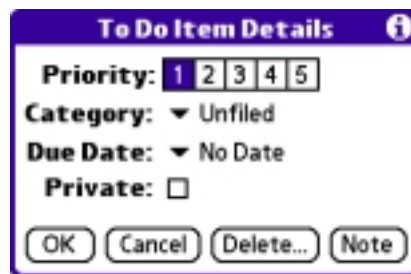 To Do Item Details i
Priority: 1 2 3 4 5
Category: Unfiled
Due Date: No Date
Private:
OK Cancel Delete... Note